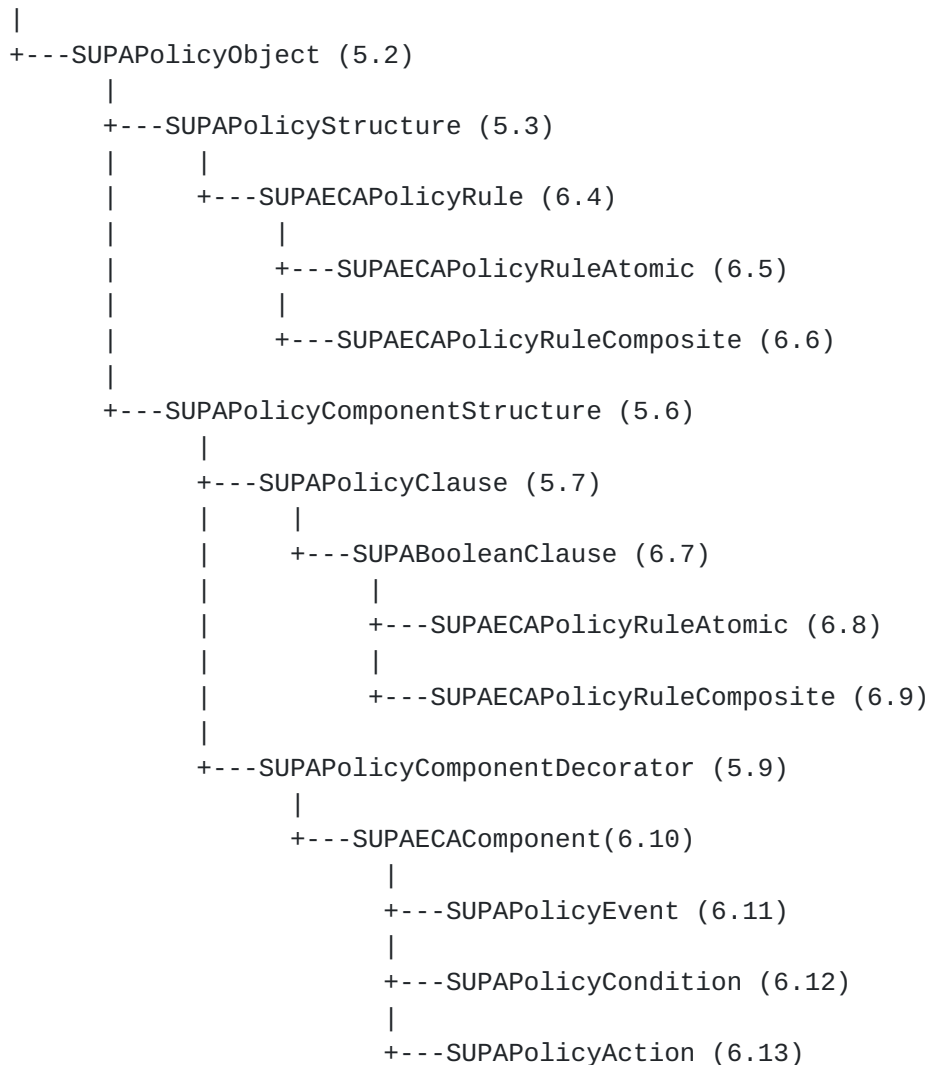 |
+---SUPAPolicyObject (5.2)
      |
      +---SUPAPolicyStructure (5.3)
      |     |
      |     +---SUPAECAPolicyRule (6.4)
      |          |
      |          +---SUPAECAPolicyRuleAtomic (6.5)
      |          |
      |          +---SUPAECAPolicyRuleComposite (6.6)
      |
      +---SUPAPolicyComponentStructure (5.6)
            |
            +---SUPAPolicyClause (5.7)
            |     |
            |     +---SUPABooleanClause (6.7)
            |          |
            |          +---SUPAECAPolicyRuleAtomic (6.8)
            |          |
            |          +---SUPAECAPolicyRuleComposite (6.9)
            |
            +---SUPAPolicyComponentDecorator (5.9)
                  |
                  +---SUPAECAComponent(6.10)
                        |
                        +---SUPAPolicyEvent (6.11)
                        |
                        +---SUPAPolicyCondition (6.12)
                        |
                        +---SUPAPolicyAction (6.13)